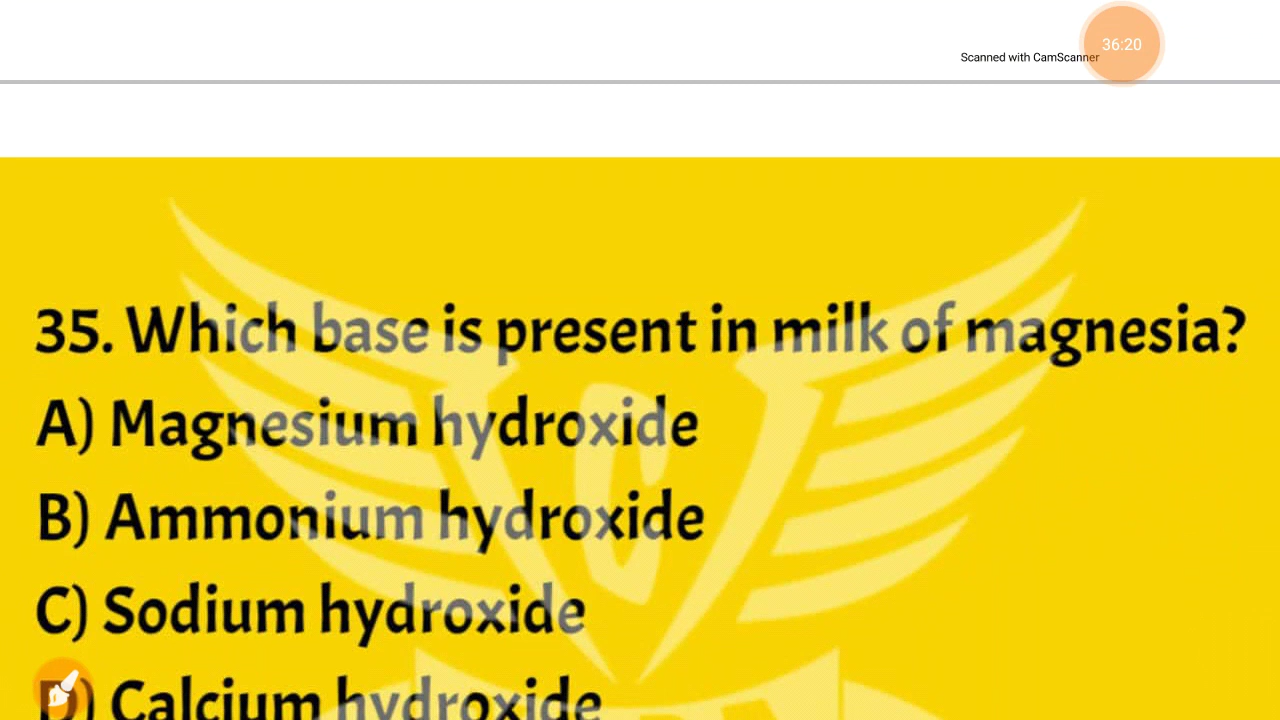 36:20
Scanned with CamScanner
35. Which base is present in milk of magnesia?
A) Magnesium hydroxide
B) Ammonium hydroxide
C) Sodium hydroxide
D) Calcium hydroxide